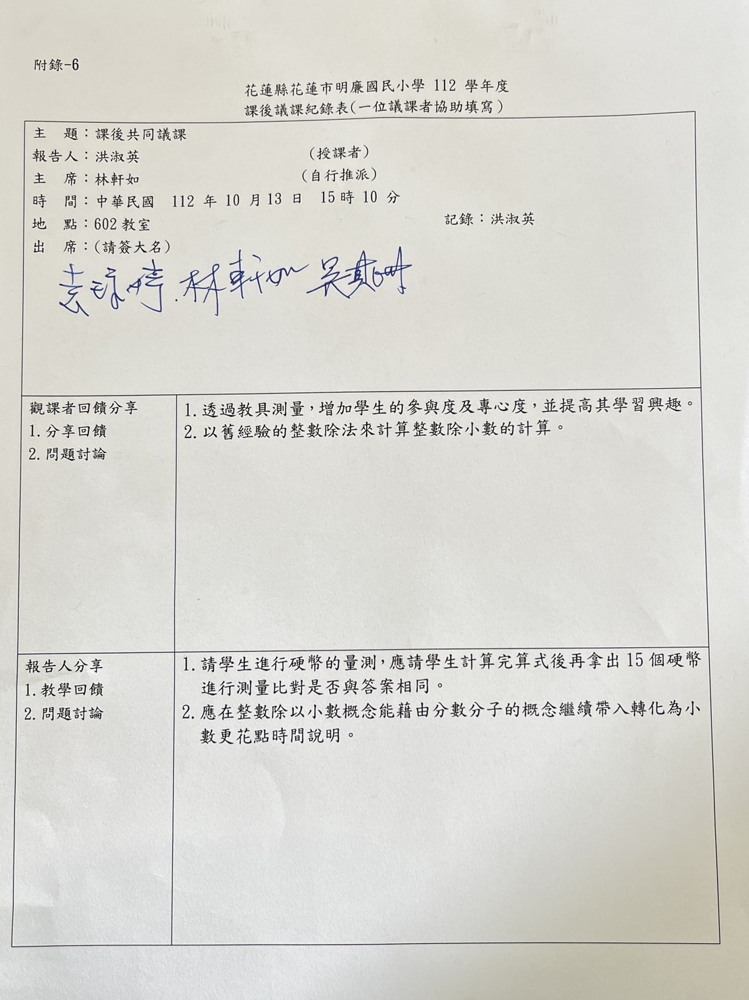 附錄-6
花蓮縣花蓮市明廉國民小學 112 學年度
課後議課紀錄表(一位議課者協助填寫)
主　題：課後共同議課
報告人：洪淑英　(授課者)
主　席：林軒如　(自行推派)
時　間：中華民國 112 年 10 月 13 日 15 時 10 分
地　點：602 教室　記錄：洪淑英
出　席：(請簽大名)
袁琼婷.林軒如
觀課者回饋分享
1. 分享回饋
2. 問題討論
1. 透過教具測量，增加學生的參與度及專心度，並提高其學習興趣。
2. 以舊經驗的整數除法來計算整數除小數的計算。
報告人分享
1. 教學回饋
2. 問題討論
1. 請學生進行硬幣的量測，應請學生計算完算式後再拿出 15 個硬幣
進行測量比對是否與答案相同。
2. 應在整數除以小數概念能藉由分數分子的概念繼續帶入轉化為小
數更花點時間說明。